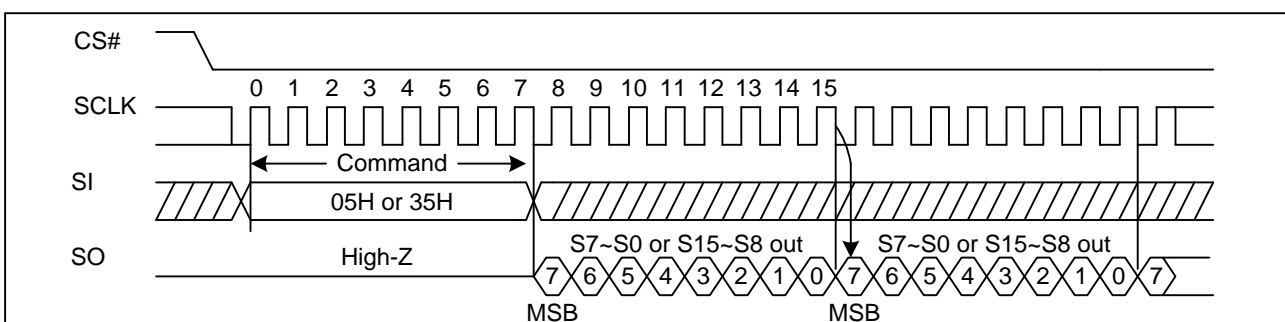 CS#
0 1 2 3 4 5 6 7 8 9 10 11 12 13 14 15
SCLK
Command
SI
05H or 35H
SO
High-Z
S7~S0 or S15~S8 out S7~S0 or S15~S8 out
7 6 5 4 3 2 1 0 7 6 5 4 3 2 1 0 7
MSB MSB